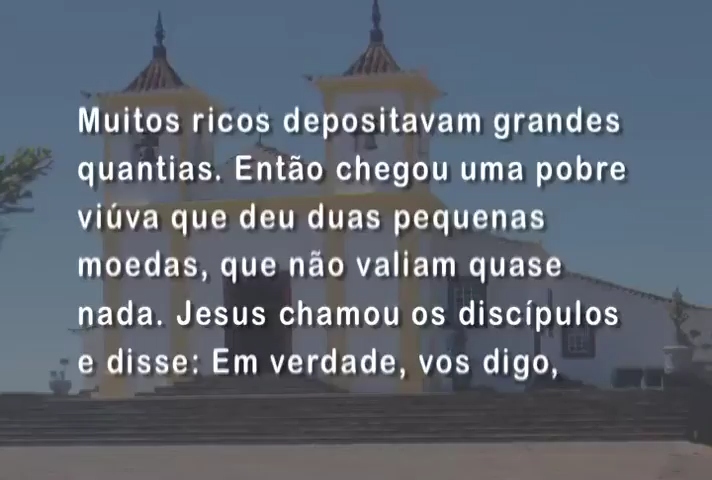 Muitos ricos depositavam grandes
quantias. Então chegou uma pobre
viúva que deu duas pequenas
moedas, que não valiam quase
nada. Jesus chamou os discípulos
e disse: Em verdade, vos digo,